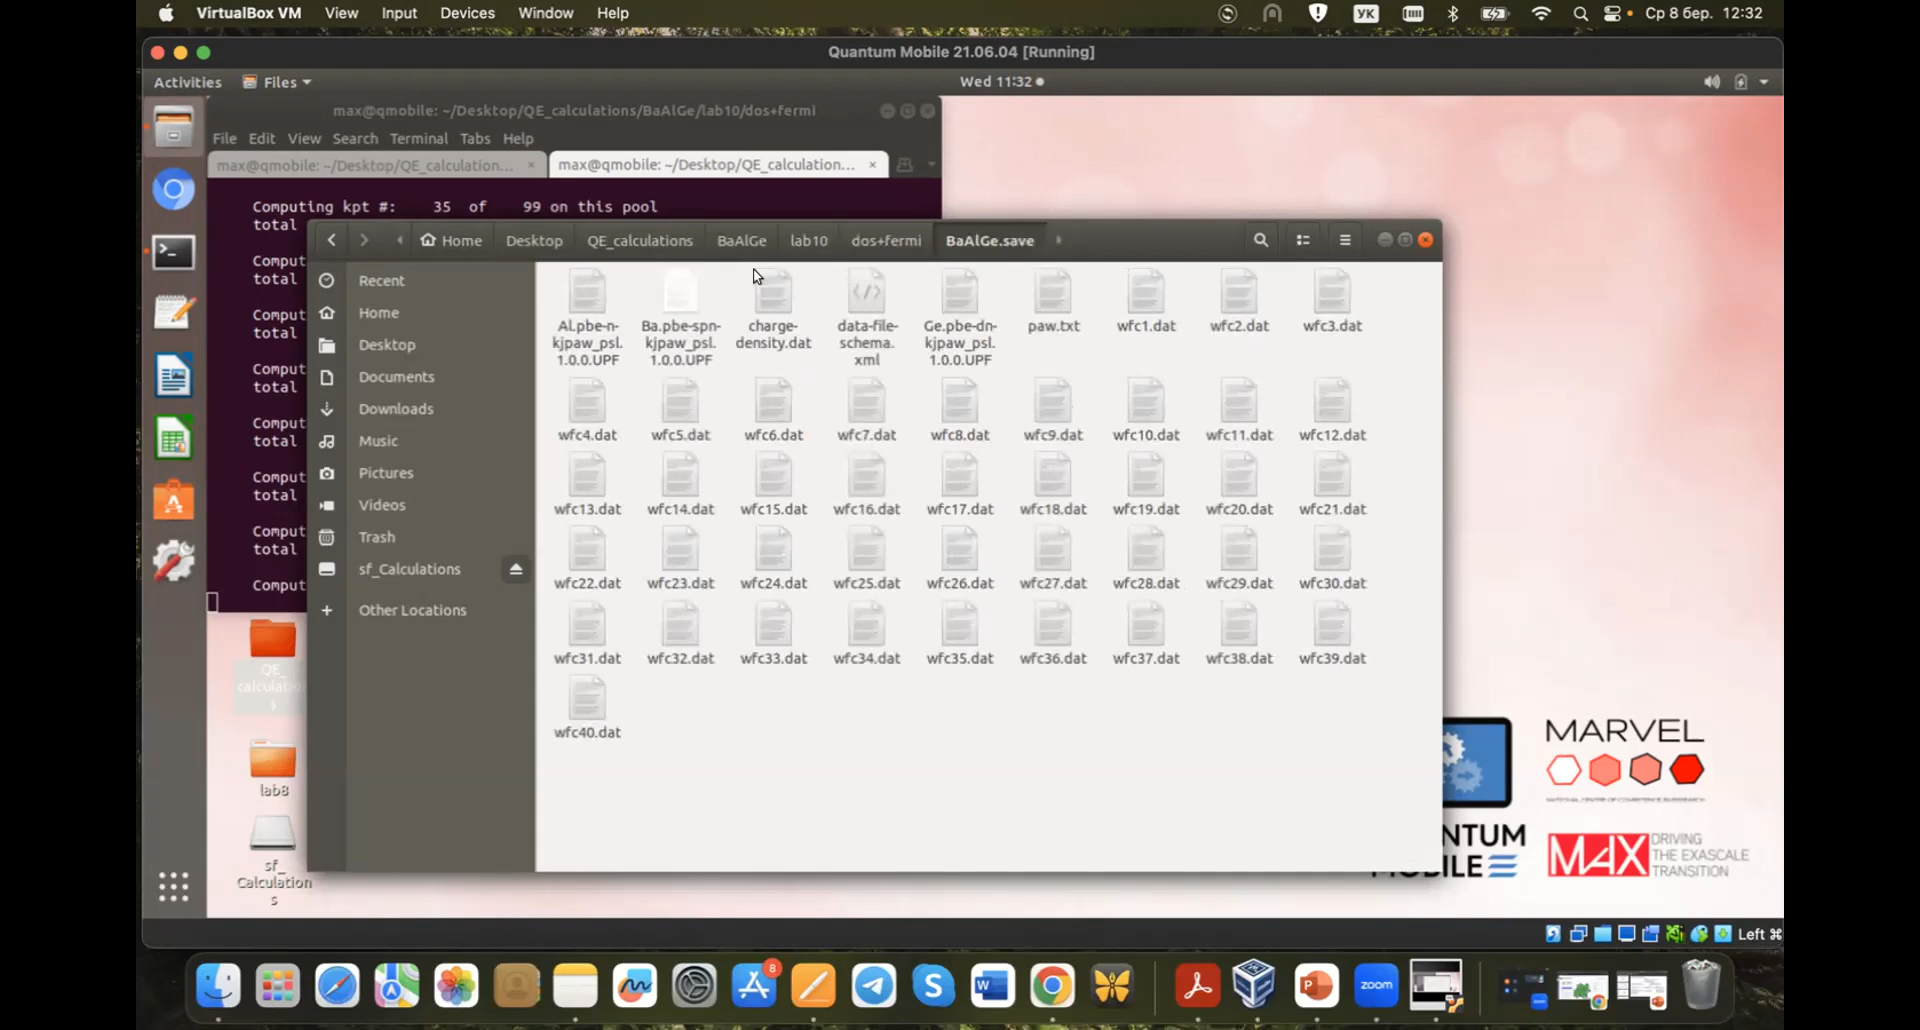 VirtualBox VM View Input Devices Window Help УК Ср 8 бер. 12:32
Quantum Mobile 21.06.04 [Running]
Activities Files Wed 11:32
max@qmobile: ~/Desktop/QE_calculations/BaAlGe/lab10/dos+fermi
File Edit View Search Terminal Tabs Help
max@qmobile: ~/Desktop/QE_calculation... max@qmobile: ~/Desktop/QE_calculation...
Computing kpt #: 35 of 99 on this pool
total
Comput
total
Comput
total
Comput
total
Comput
total
Comput
total
Comput
total
Comput
Home Desktop QE_calculations BaAlGe lab10 dos+fermi BaAlGe.save
Recent
Home
Desktop
Documents
Downloads
Music
Pictures
Videos
Trash
sf_Calculations
Other Locations
Al.pbe-n-kjpaw_psl.1.0.0.UPF Ba.pbe-spn-kjpaw_psl.1.0.0.UPF charge-density.dat data-file-schema.xml Ge.pbe-dn-kjpaw_psl.1.0.0.UPF paw.txt wfc1.dat wfc2.dat wfc3.dat
wfc4.dat wfc5.dat wfc6.dat wfc7.dat wfc8.dat wfc9.dat wfc10.dat wfc11.dat wfc12.dat
wfc13.dat wfc14.dat wfc15.dat wfc16.dat wfc17.dat wfc18.dat wfc19.dat wfc20.dat wfc21.dat
wfc22.dat wfc23.dat wfc24.dat wfc25.dat wfc26.dat wfc27.dat wfc28.dat wfc29.dat wfc30.dat
wfc31.dat wfc32.dat wfc33.dat wfc34.dat wfc35.dat wfc36.dat wfc37.dat wfc38.dat wfc39.dat
wfc40.dat
QE_
calculation
s
lab8
sf_
Calculation
s
MARVEL
NTUM
MOBILE
MAX DRIVING
THE EXASCALE
TRANSITION
Left ⌘
8
zoom